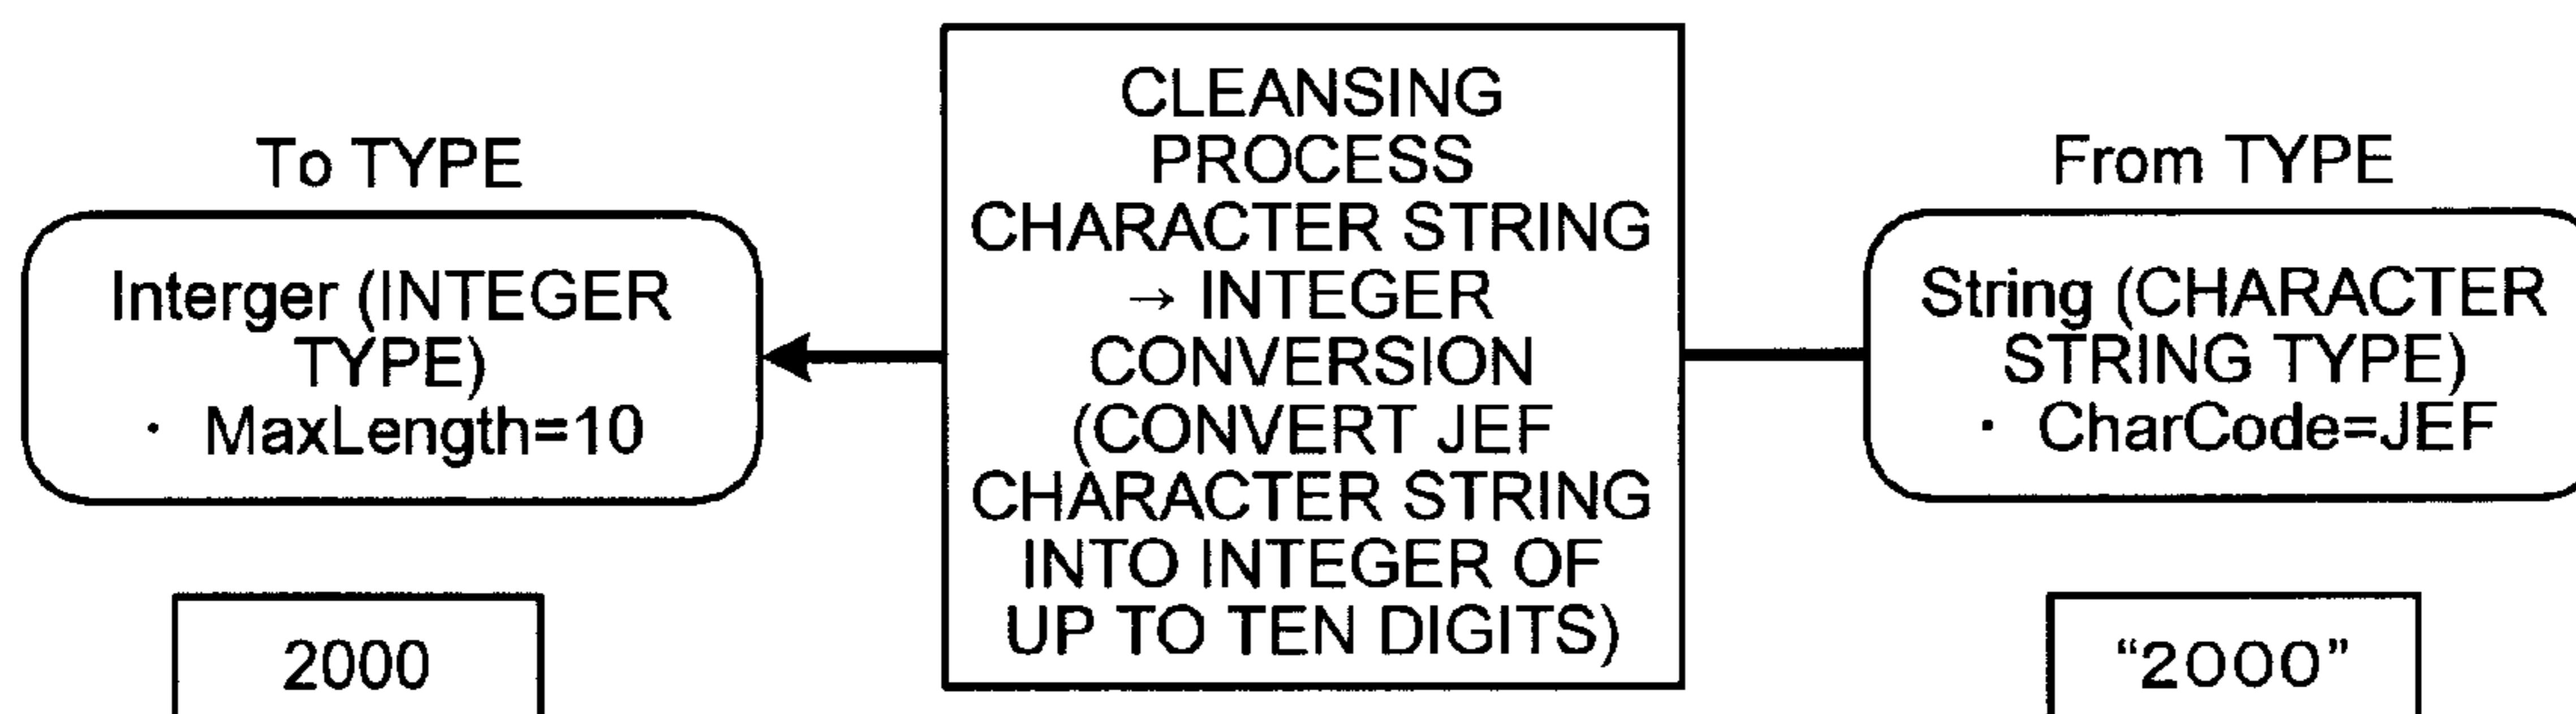 To TYPE
Interger (INTEGER
TYPE)
· MaxLength=10
2000
CLEANSING
PROCESS
CHARACTER STRING
→ INTEGER
CONVERSION
(CONVERT JEF
CHARACTER STRING
INTO INTEGER OF
UP TO TEN DIGITS)
From TYPE
String (CHARACTER
STRING TYPE)
· CharCode=JEF
“2000”